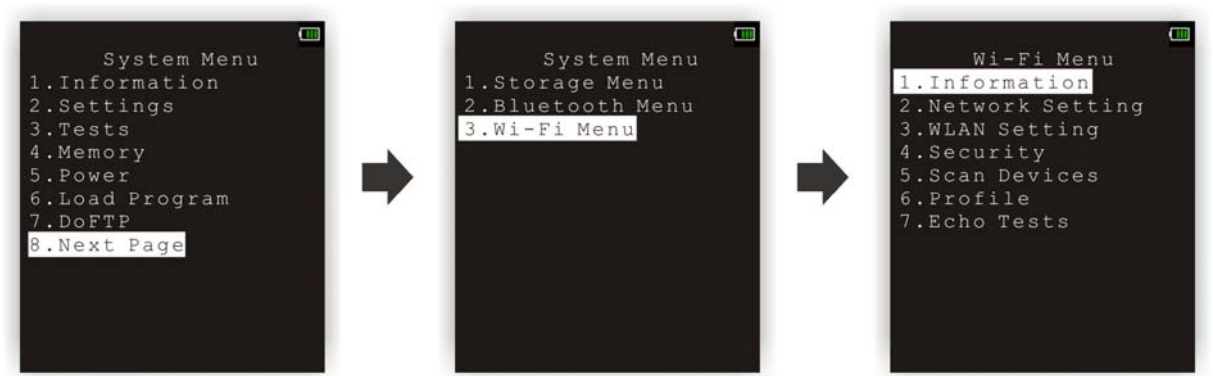 System Menu
1.Information
2.Settings
3.Tests
4.Memory
5.Power
6.Load Program
7.DoFTP
8.Next Page
System Menu
1.Storage Menu
2.Bluetooth Menu
3.Wi-Fi Menu
Wi-Fi Menu
1.Information
2.Network Setting
3.WLAN Setting
4.Security
5.Scan Devices
6.Profile
7.Echo Tests